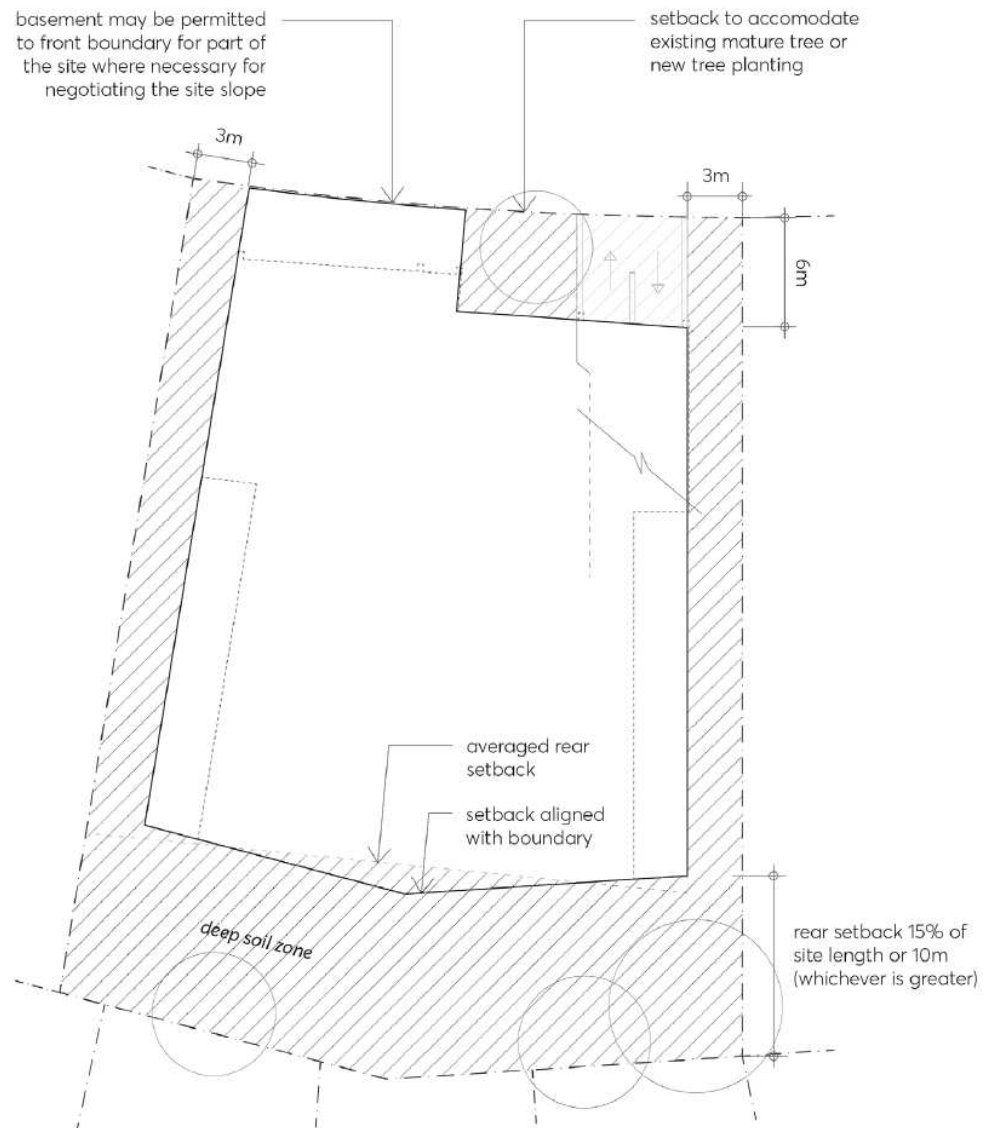 basement may be permitted
to front boundary for part of
the site where necessary for
negotiating the site slope
setback to accomodate
existing mature tree or
new tree planting
3m
3m
6m
averaged rear
setback
setback aligned
with boundary
deep soil zone
rear setback 15% of
site length or 10m
(whichever is greater)